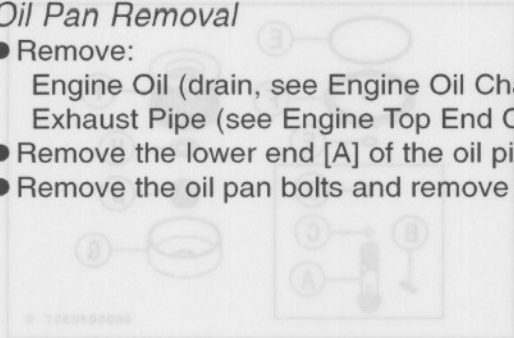 Oil Pan Removal
● Remove:
Engine Oil (drain, see Engine Oil Cha
Exhaust Pipe (see Engine Top End C
● Remove the lower end [A] of the oil pi
● Remove the oil pan bolts and remove